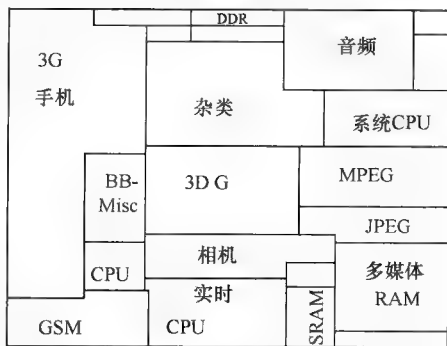 DDR
3G
手机
音频
杂类
系统CPU
BB-
Misc
3D G
MPEG
JPEG
相机
CPU
多媒体
RAM
实时
CPU
SRAM
GSM